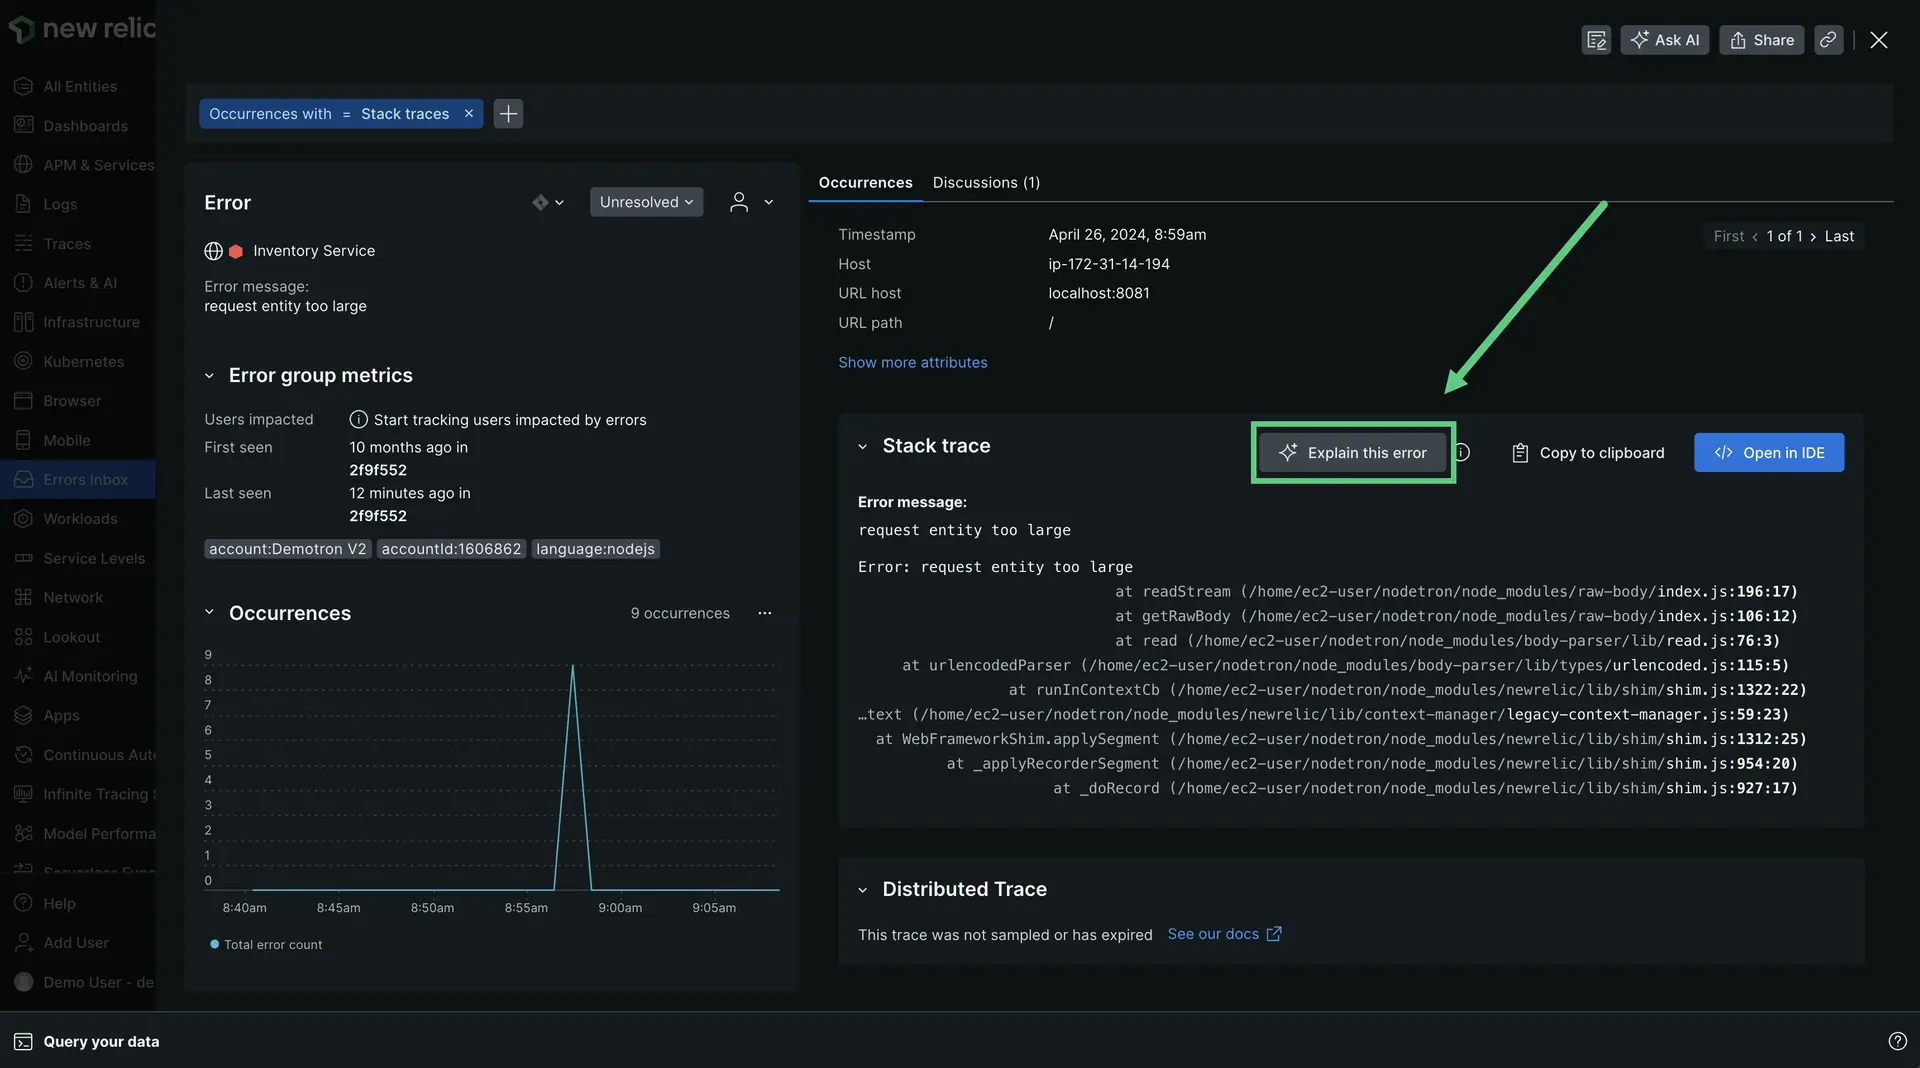 new relic
Ask AI
Share
All Entities
Dashboards
APM & Services
Logs
Traces
Alerts & AI
Infrastructure
Kubernetes
Browser
Mobile
Errors Inbox
Workloads
Service Levels
Network
Lookout
AI Monitoring
Apps
Continuous Aut
Infinite Tracing S
Model Performa
Serverless Func
Help
Add User
Demo User - de
Occurrences with = Stack traces ×
Error
Unresolved
Inventory Service
Error message:
request entity too large
Error group metrics
Users impacted Start tracking users impacted by errors
First seen 10 months ago in
2f9f552
Last seen 12 minutes ago in
2f9f552
account:Demotron V2 accountId:1606862 language:nodejs
Occurrences 9 occurrences ...
9
8
7
6
5
4
3
2
1
0
8:40am 8:45am 8:50am 8:55am 9:00am 9:05am
Total error count
Occurrences Discussions (1)
Timestamp April 26, 2024, 8:59am
First < 1 of 1 > Last
Host ip-172-31-14-194
URL host localhost:8081
URL path /
Show more attributes
Stack trace
Explain this error
Copy to clipboard
</> Open in IDE
Error message:
request entity too large
Error: request entity too large
at readStream (/home/ec2-user/nodetron/node_modules/raw-body/index.js:196:17)
at getRawBody (/home/ec2-user/nodetron/node_modules/raw-body/index.js:106:12)
at read (/home/ec2-user/nodetron/node_modules/body-parser/lib/read.js:76:3)
at urlencodedParser (/home/ec2-user/nodetron/node_modules/body-parser/lib/types/urlencoded.js:115:5)
at runInContextCb (/home/ec2-user/nodetron/node_modules/newrelic/lib/shim/shim.js:1322:22)
…text (/home/ec2-user/nodetron/node_modules/newrelic/lib/context-manager/legacy-context-manager.js:59:23)
at WebFrameworkShim.applySegment (/home/ec2-user/nodetron/node_modules/newrelic/lib/shim/shim.js:1312:25)
at _applyRecorderSegment (/home/ec2-user/nodetron/node_modules/newrelic/lib/shim/shim.js:954:20)
at _doRecord (/home/ec2-user/nodetron/node_modules/newrelic/lib/shim/shim.js:927:17)
Distributed Trace
This trace was not sampled or has expired See our docs
Query your data